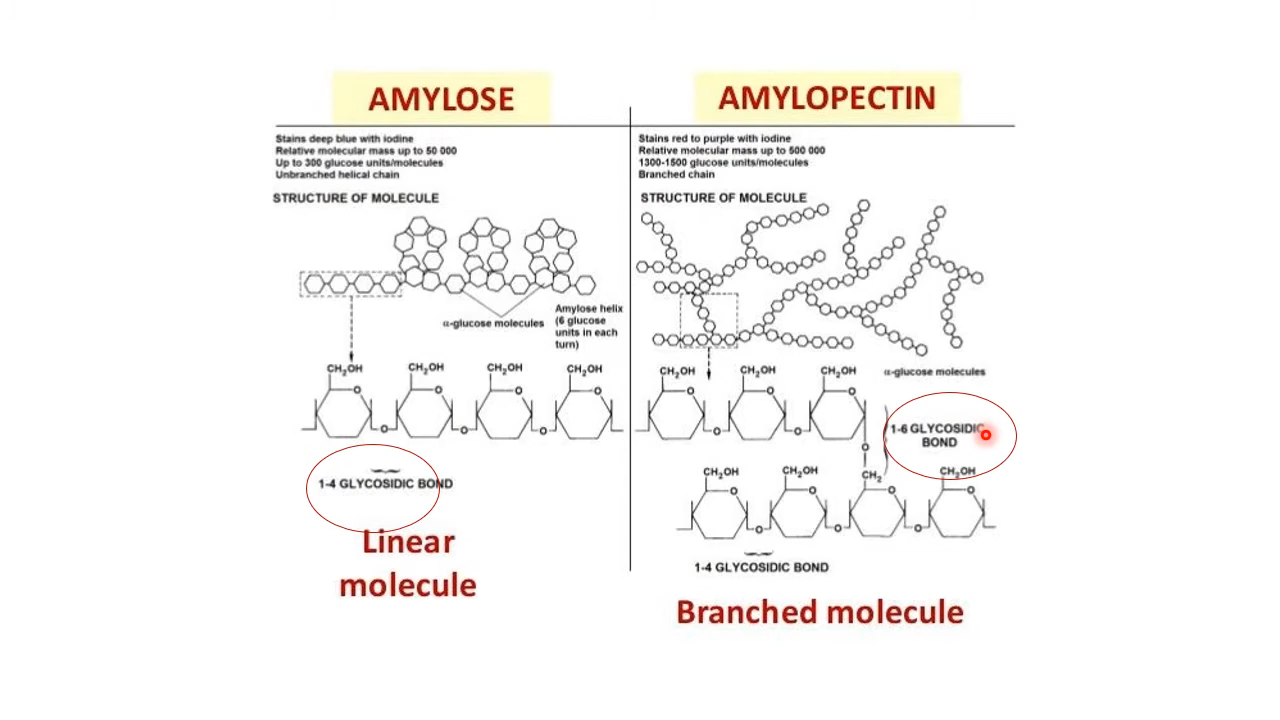 AMYLOSE
Stains deep blue with iodine
Relative molecular mass up to 50 000
Up to 300 glucose units/molecules
Unbranched helical chain
STRUCTURE OF MOLECULE
α-glucose molecules
Amylose helix
(6 glucose
units in each
turn)
CH₂OH CH₂OH CH₂OH CH₂OH
O O O O
O O O
1-4 GLYCOSIDIC BOND
Linear
molecule
AMYLOPECTIN
Stains red to purple with iodine
Relative molecular mass up to 500 000
1300-1500 glucose units/molecules
Branched chain
STRUCTURE OF MOLECULE
α-glucose molecules
CH₂OH CH₂OH CH₂OH
O O O
O O
O
1-6 GLYCOSIDIC
BOND
CH₂OH CH₂OH CH₂ CH₂OH
O O O O
O O O
1-4 GLYCOSIDIC BOND
Branched molecule